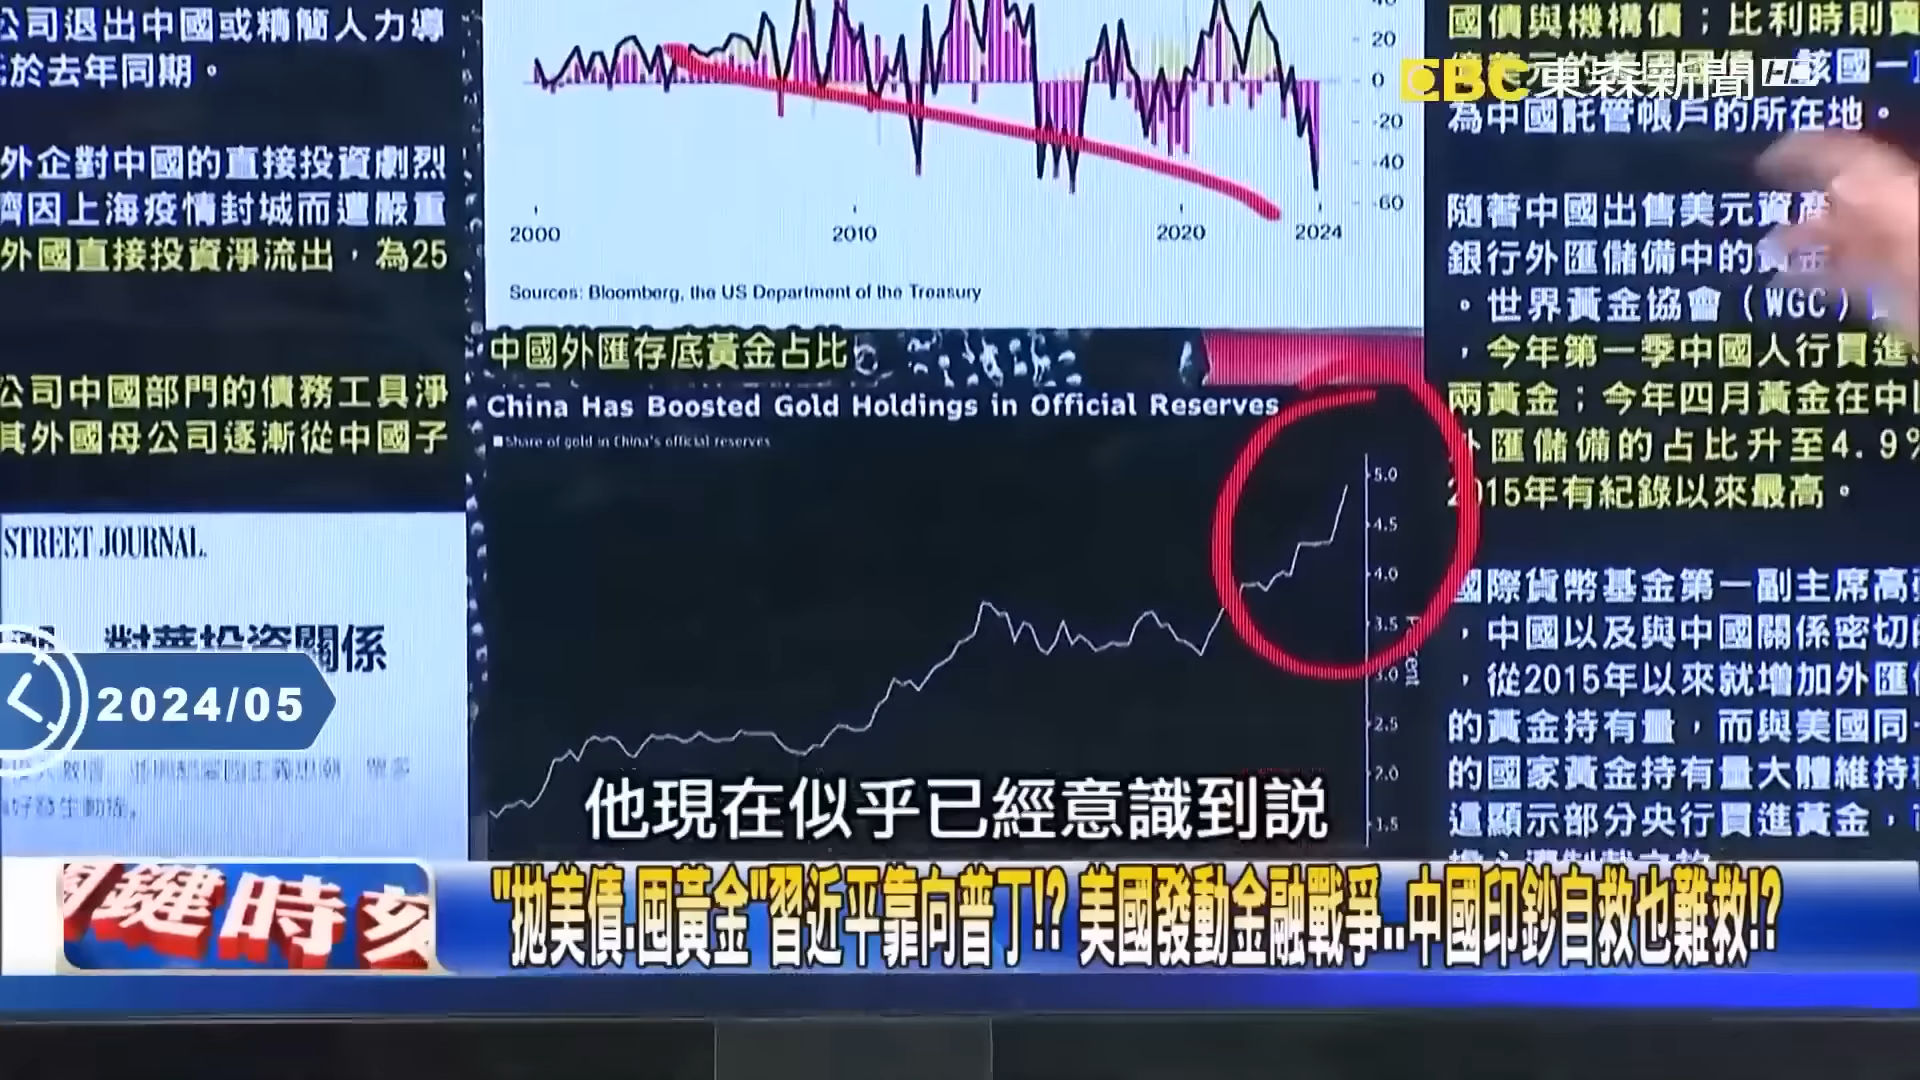 公司退出中國或精簡人力導
於去年同期。
外企對中國的直接投資劇烈
因上海疫情封城而遭嚴重
外國直接投資淨流出，為25
公司中國部門的債務工具淨
其外國母公司逐漸從中國子
STREET JOURNAL.
對華投資關係
2024/05
20
0
-20
-40
-60
2000
2010
2020
2024
Sources: Bloomberg, the US Department of the Treasury
中國外匯存底黃金占比
China Has Boosted Gold Holdings in Official Reserves
Share of gold in China's official reserves
5.0
4.5
4.0
3.5
3.0
2.5
2.0
1.5
Percent
EBC 東森新聞 HD
國債與機構債；比利時則
為中國託管帳戶的所在地。
隨著中國出售美元資產
銀行外匯儲備中的黃金
。世界黃金協會（WGC）
，今年第一季中國人行買進
兩黃金；今年四月黃金在中
外匯儲備的占比升至4.9%
2015年有紀錄以來最高。
國際貨幣基金第一副主席高
，中國以及與中國關係密切的
，從2015年以來就增加外匯
的黃金持有量，而與美國同
的國家黃金持有量大體維持
這顯示部分央行買進黃金，
他現在似乎已經意識到說
關鍵時刻
"拋美債.囤黃金"習近平靠向普丁!? 美國發動金融戰爭..中國印鈔自救也難救!?